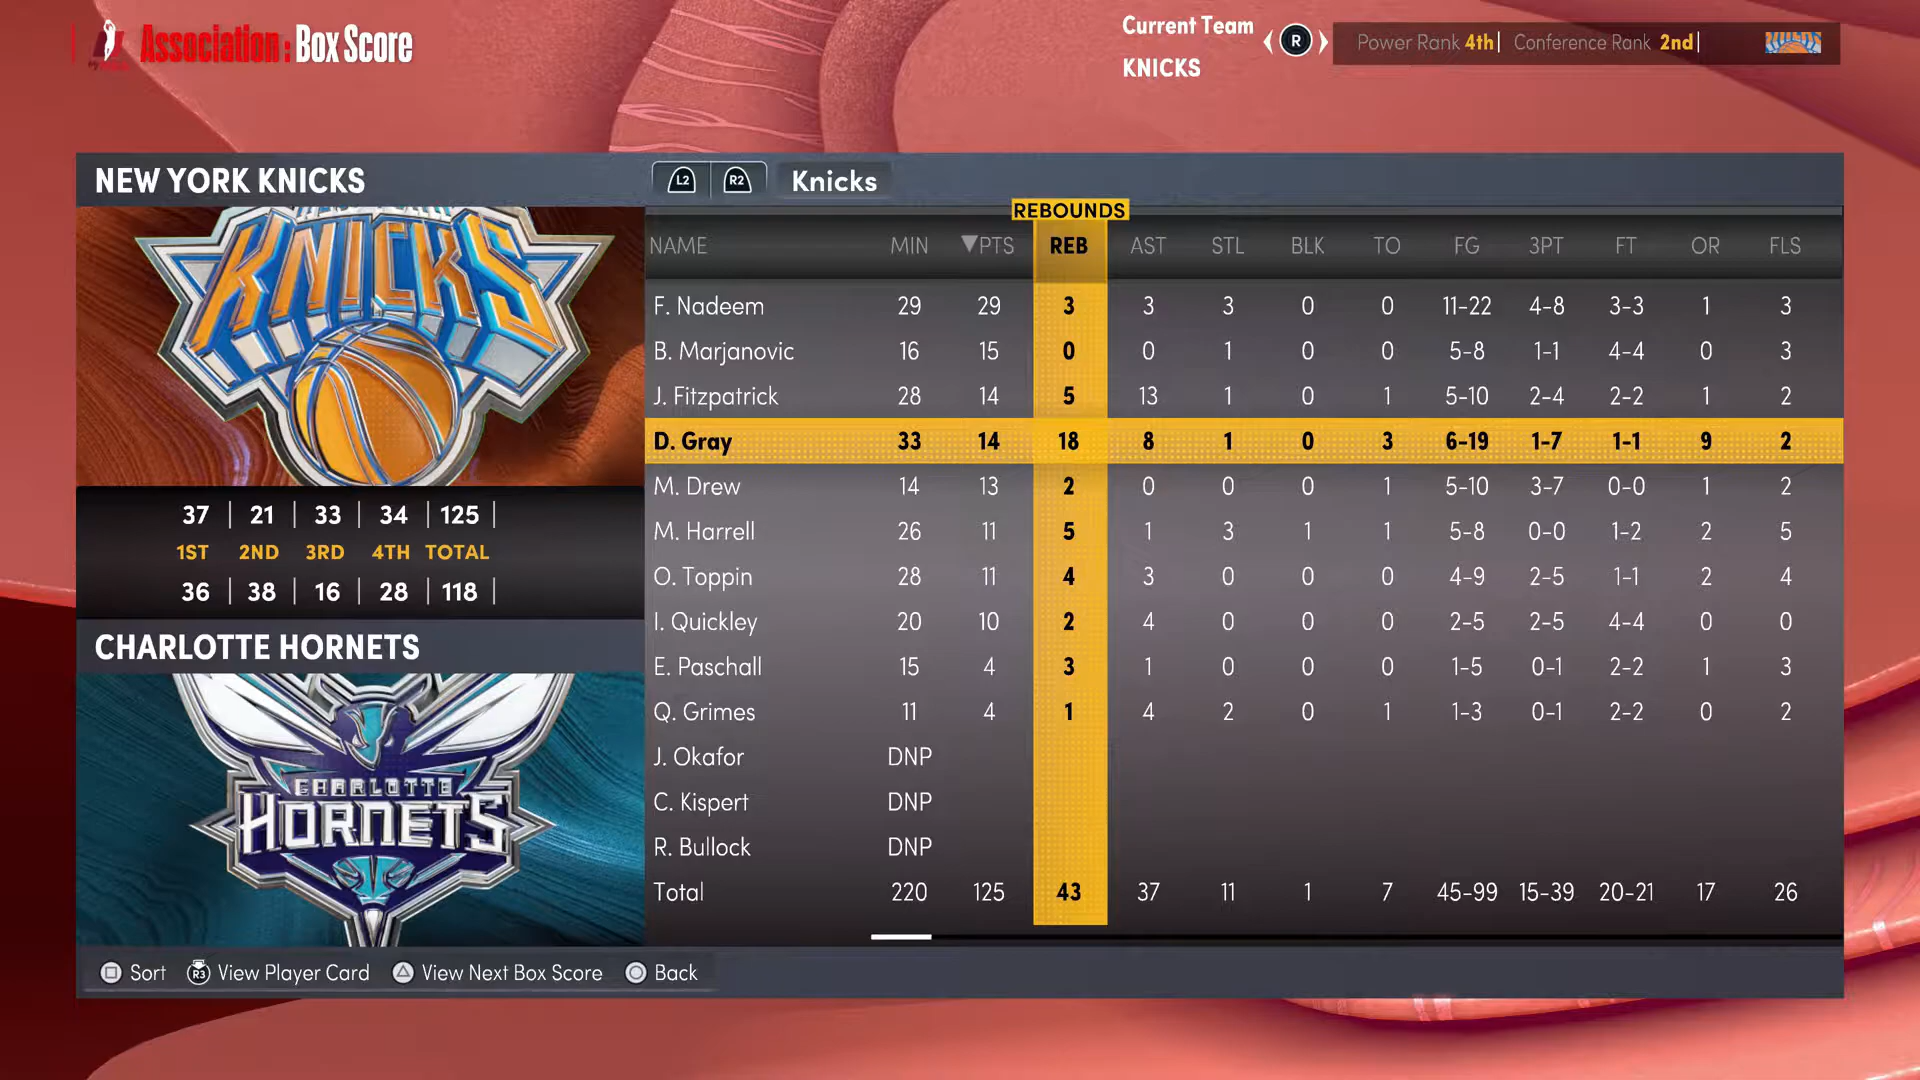 Association: Box Score
Current Team
KNICKS
R
Power Rank 4th| Conference Rank 2nd|
NEW YORK KNICKS
KNICKS
37 | 21 | 33 | 34 | 125 |
1ST 2ND 3RD 4TH TOTAL
36 | 38 | 16 | 28 | 118 |
CHARLOTTE HORNETS
CHARLOTTE
HORNETS
L2 R2 Knicks
REBOUNDS
NAME MIN ▼PTS REB AST STL BLK TO FG 3PT FT OR FLS
F. Nadeem 29 29 3 3 3 0 0 11-22 4-8 3-3 1 3
B. Marjanovic 16 15 0 0 1 0 0 5-8 1-1 4-4 0 3
J. Fitzpatrick 28 14 5 13 1 0 1 5-10 2-4 2-2 1 2
D. Gray 33 14 18 8 1 0 3 6-19 1-7 1-1 9 2
M. Drew 14 13 2 0 0 0 1 5-10 3-7 0-0 1 2
M. Harrell 26 11 5 1 3 1 1 5-8 0-0 1-2 2 5
O. Toppin 28 11 4 3 0 0 0 4-9 2-5 1-1 2 4
I. Quickley 20 10 2 4 0 0 0 2-5 2-5 4-4 0 0
E. Paschall 15 4 3 1 0 0 0 1-5 0-1 2-2 1 3
Q. Grimes 11 4 1 4 2 0 1 1-3 0-1 2-2 0 2
J. Okafor DNP
C. Kispert DNP
R. Bullock DNP
Total 220 125 43 37 11 1 7 45-99 15-39 20-21 17 26
Sort R3 View Player Card View Next Box Score Back